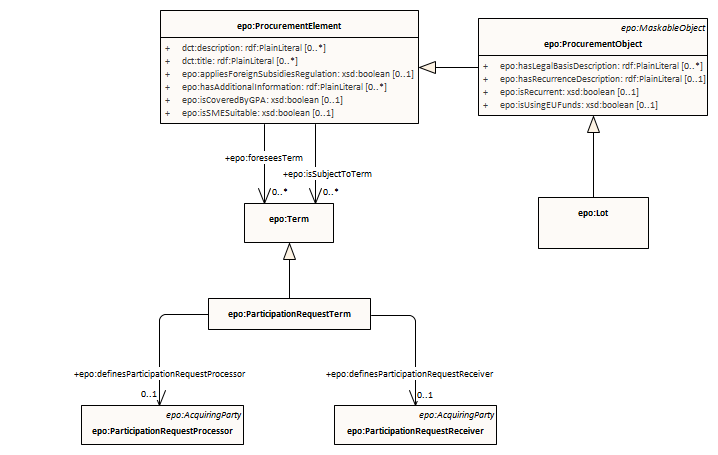 epo:ProcurementElement
+ dct:description: rdf:PlainLiteral [0..*]
+ dct:title: rdf:PlainLiteral [0..*]
+ epo:appliesForeignSubsidiesRegulation: xsd:boolean [0..1]
+ epo:hasAdditionalInformation: rdf:PlainLiteral [0..*]
+ epo:isCoveredByGPA: xsd:boolean [0..1]
+ epo:isSMESuitable: xsd:boolean [0..1]
epo:MaskableObject
epo:ProcurementObject
+ epo:hasLegalBasisDescription: rdf:PlainLiteral [0..*]
+ epo:hasRecurrenceDescription: rdf:PlainLiteral [0..1]
+ epo:isRecurrent: xsd:boolean [0..1]
+ epo:isUsingEUFunds: xsd:boolean [0..1]
+epo:foreseesTerm
+epo:isSubjectToTerm
0..*
0..*
epo:Term
epo:Lot
epo:ParticipationRequestTerm
+epo:definesParticipationRequestProcessor
+epo:definesParticipationRequestReceiver
0..1
0..1
epo:AcquiringParty
epo:ParticipationRequestProcessor
epo:AcquiringParty
epo:ParticipationRequestReceiver